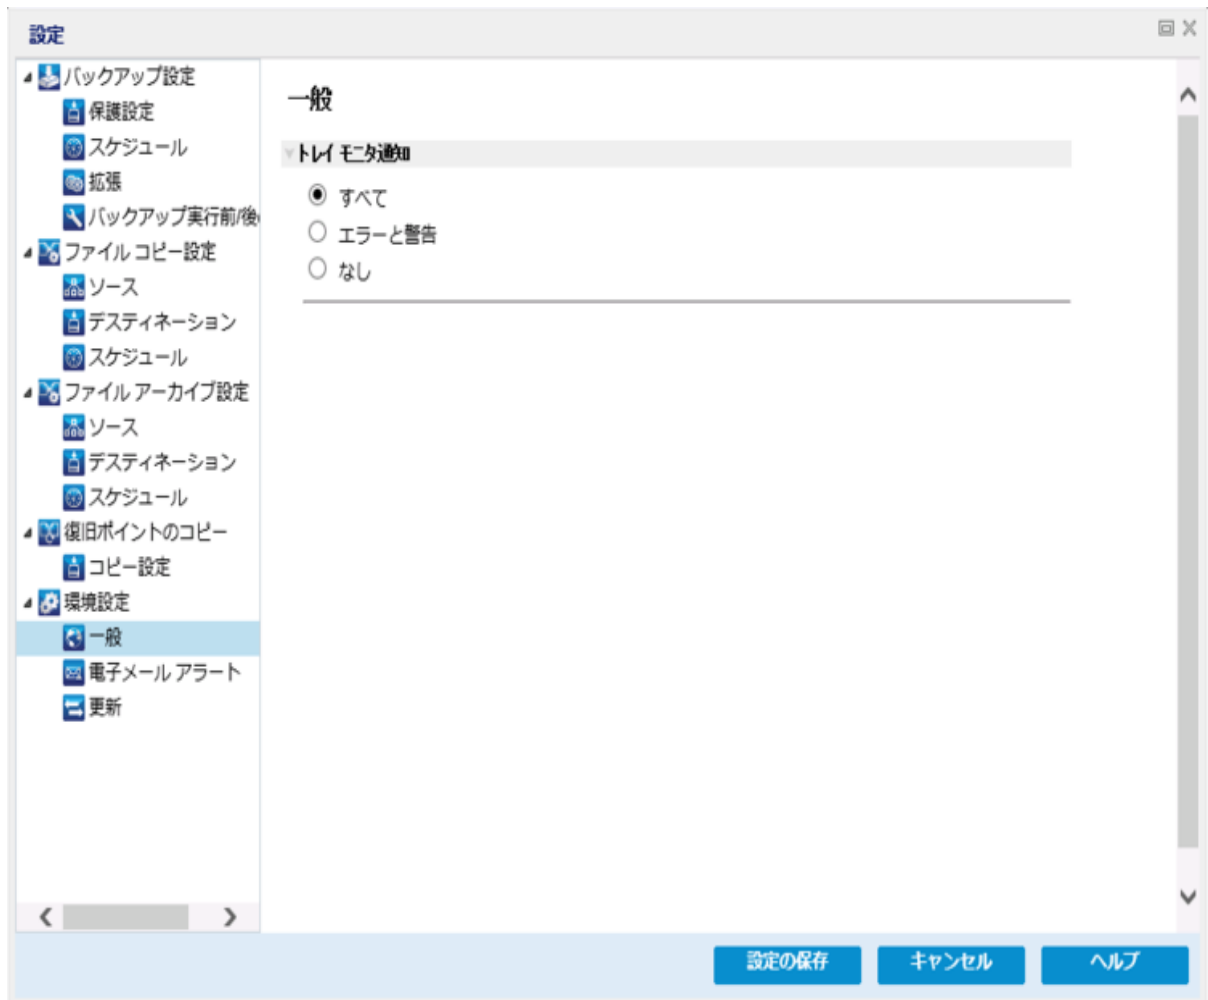 設定
バックアップ設定
保護設定
スケジュール
拡張
バックアップ実行前/後
ファイル コピー設定
ソース
デスティネーション
スケジュール
ファイル アーカイブ設定
ソース
デスティネーション
スケジュール
復旧ポイントのコピー
コピー設定
環境設定
一般
電子メール アラート
更新
一般
トレイ モニタ通知
すべて
エラーと警告
なし
設定の保存
キャンセル
ヘルプ